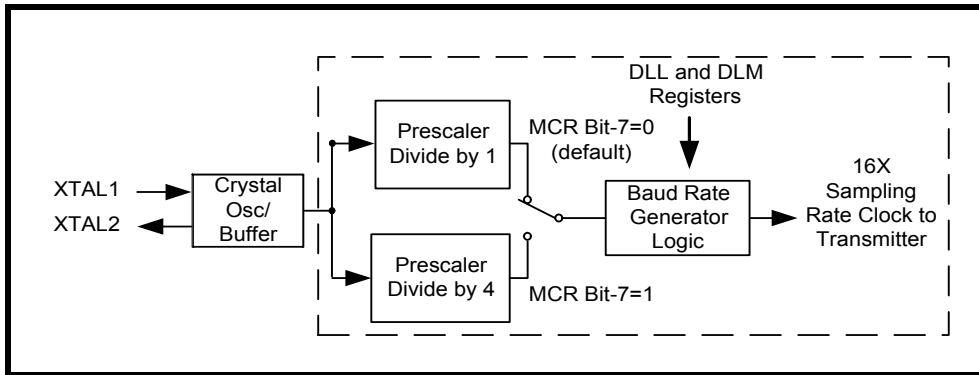 DLL and DLM
Registers
Prescaler
Divide by 1
MCR Bit-7=0
(default)
XTAL1
XTAL2
Crystal
Osc/
Buffer
Baud Rate
Generator
Logic
16X
Sampling
Rate Clock to
Transmitter
Prescaler
Divide by 4
MCR Bit-7=1